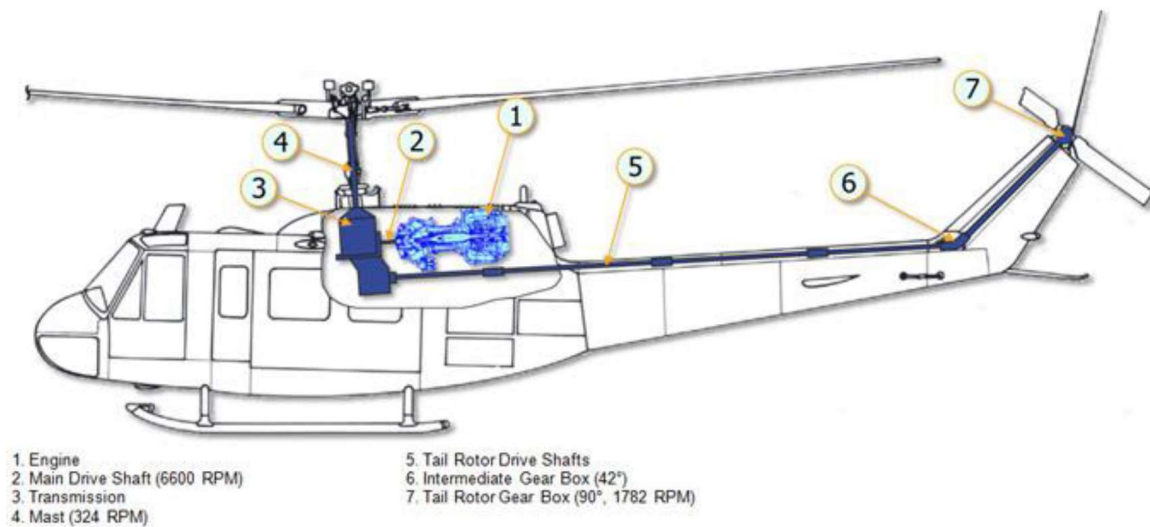 1
7
2
4
5
3
6
1. Engine
2. Main Drive Shaft (6600 RPM)
3. Transmission
4. Mast (324 RPM)
5. Tail Rotor Drive Shafts
6. Intermediate Gear Box (42°)
7. Tail Rotor Gear Box (90°, 1782 RPM)